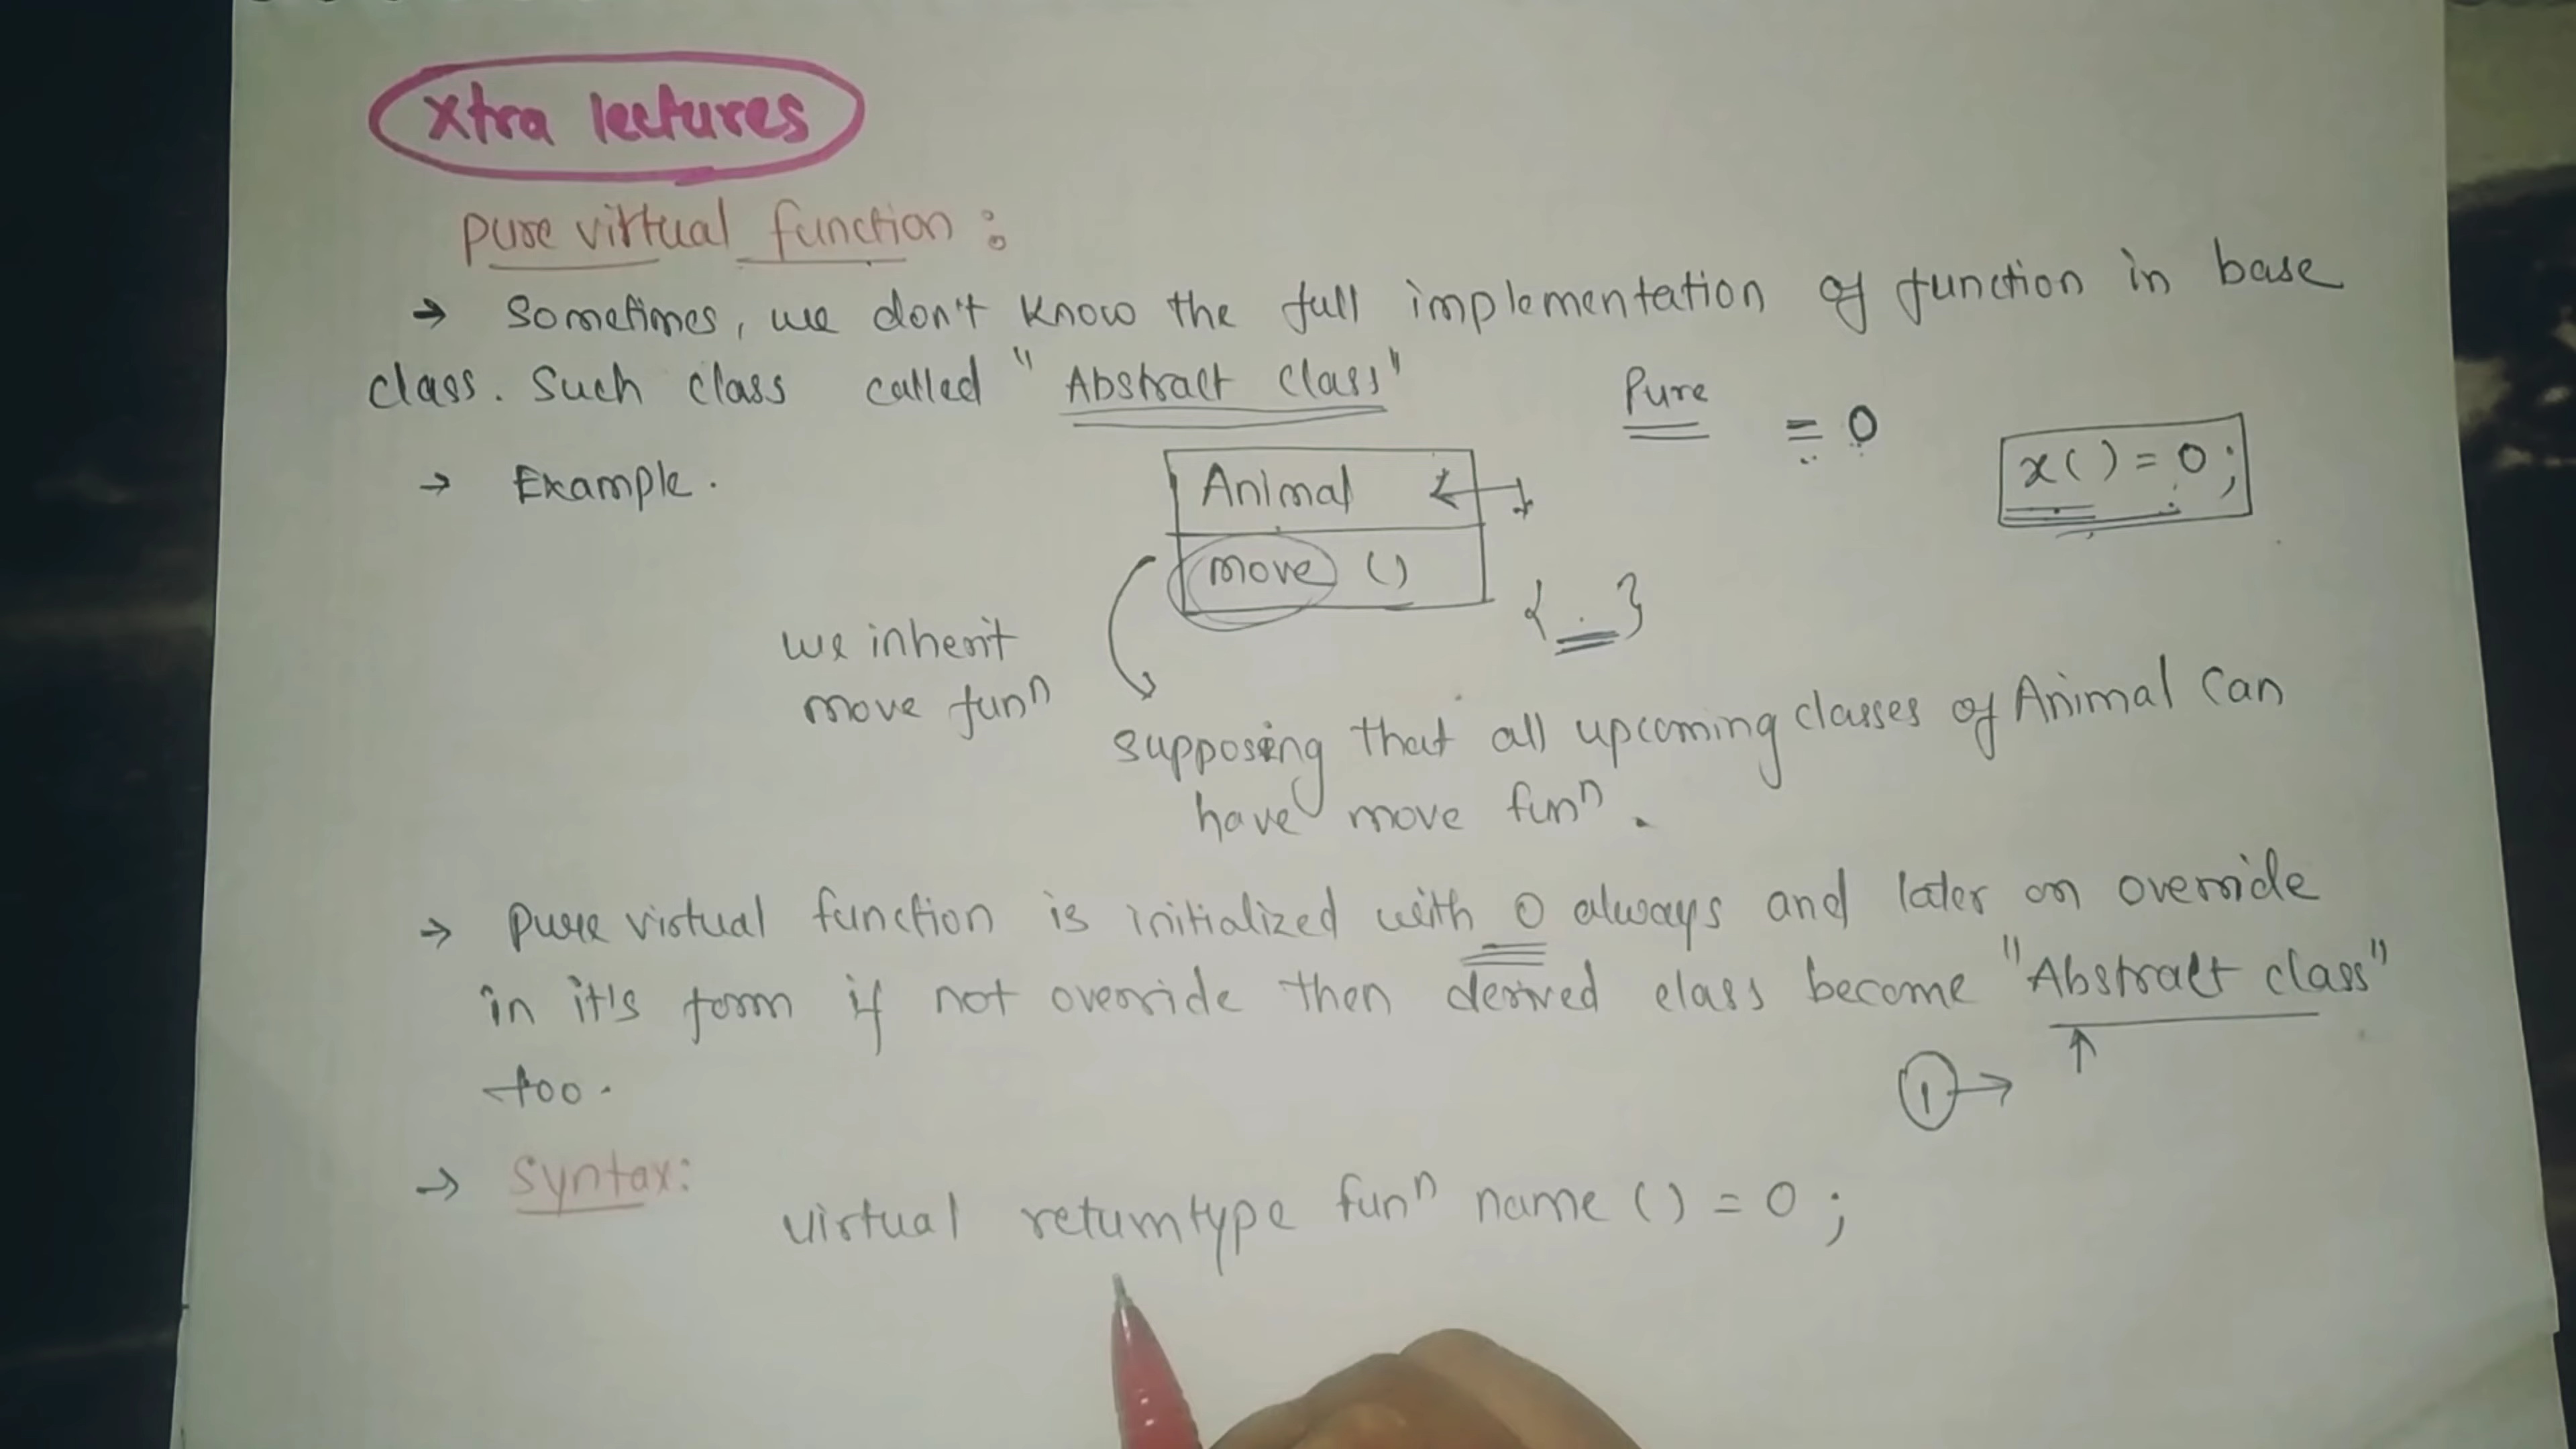 Xtra lectures
pure virtual function :
→ Sometimes, we don't know the full implementation of function in base
class. Such class called "Abstract class"
Pure = 0
x() = 0;
→ Example.
Animal
move ()
{ _ }
we inherit
move funⁿ
supposing that all upcoming classes of Animal can
have move funⁿ.
→ pure virtual function is initialized with 0 always and later on override
in it's form if not override then derived class become "Abstract class"
too.
① →
→ Syntax:
virtual returntype funⁿ name () = 0 ;